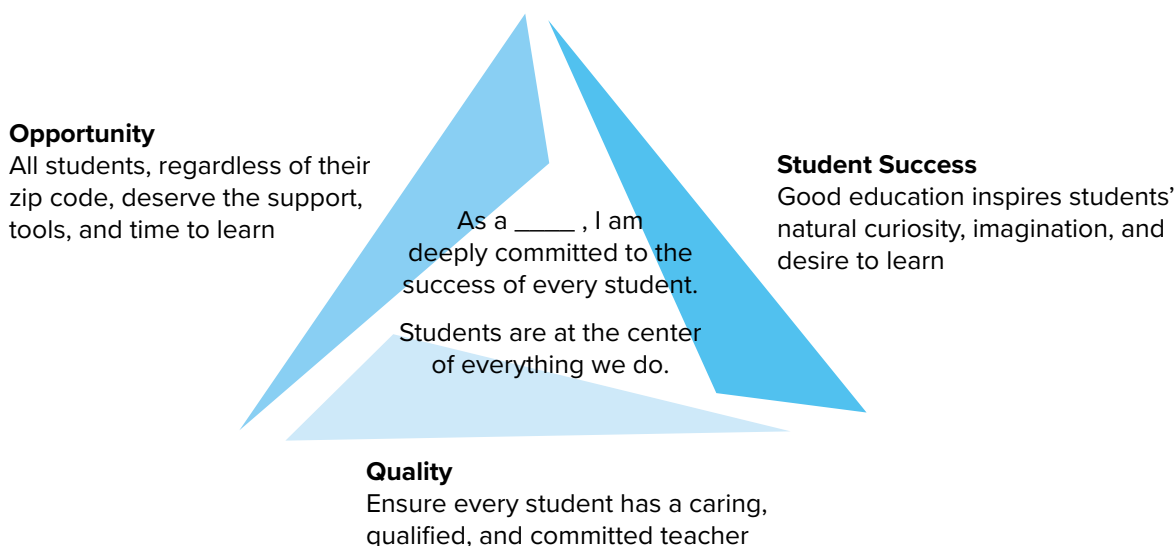 Opportunity
All students, regardless of their
zip code, deserve the support,
tools, and time to learn
Student Success
Good education inspires students’
natural curiosity, imagination, and
desire to learn
As a _____ , I am
deeply committed to the
success of every student.
Students are at the center
of everything we do.
Quality
Ensure every student has a caring,
qualified, and committed teacher